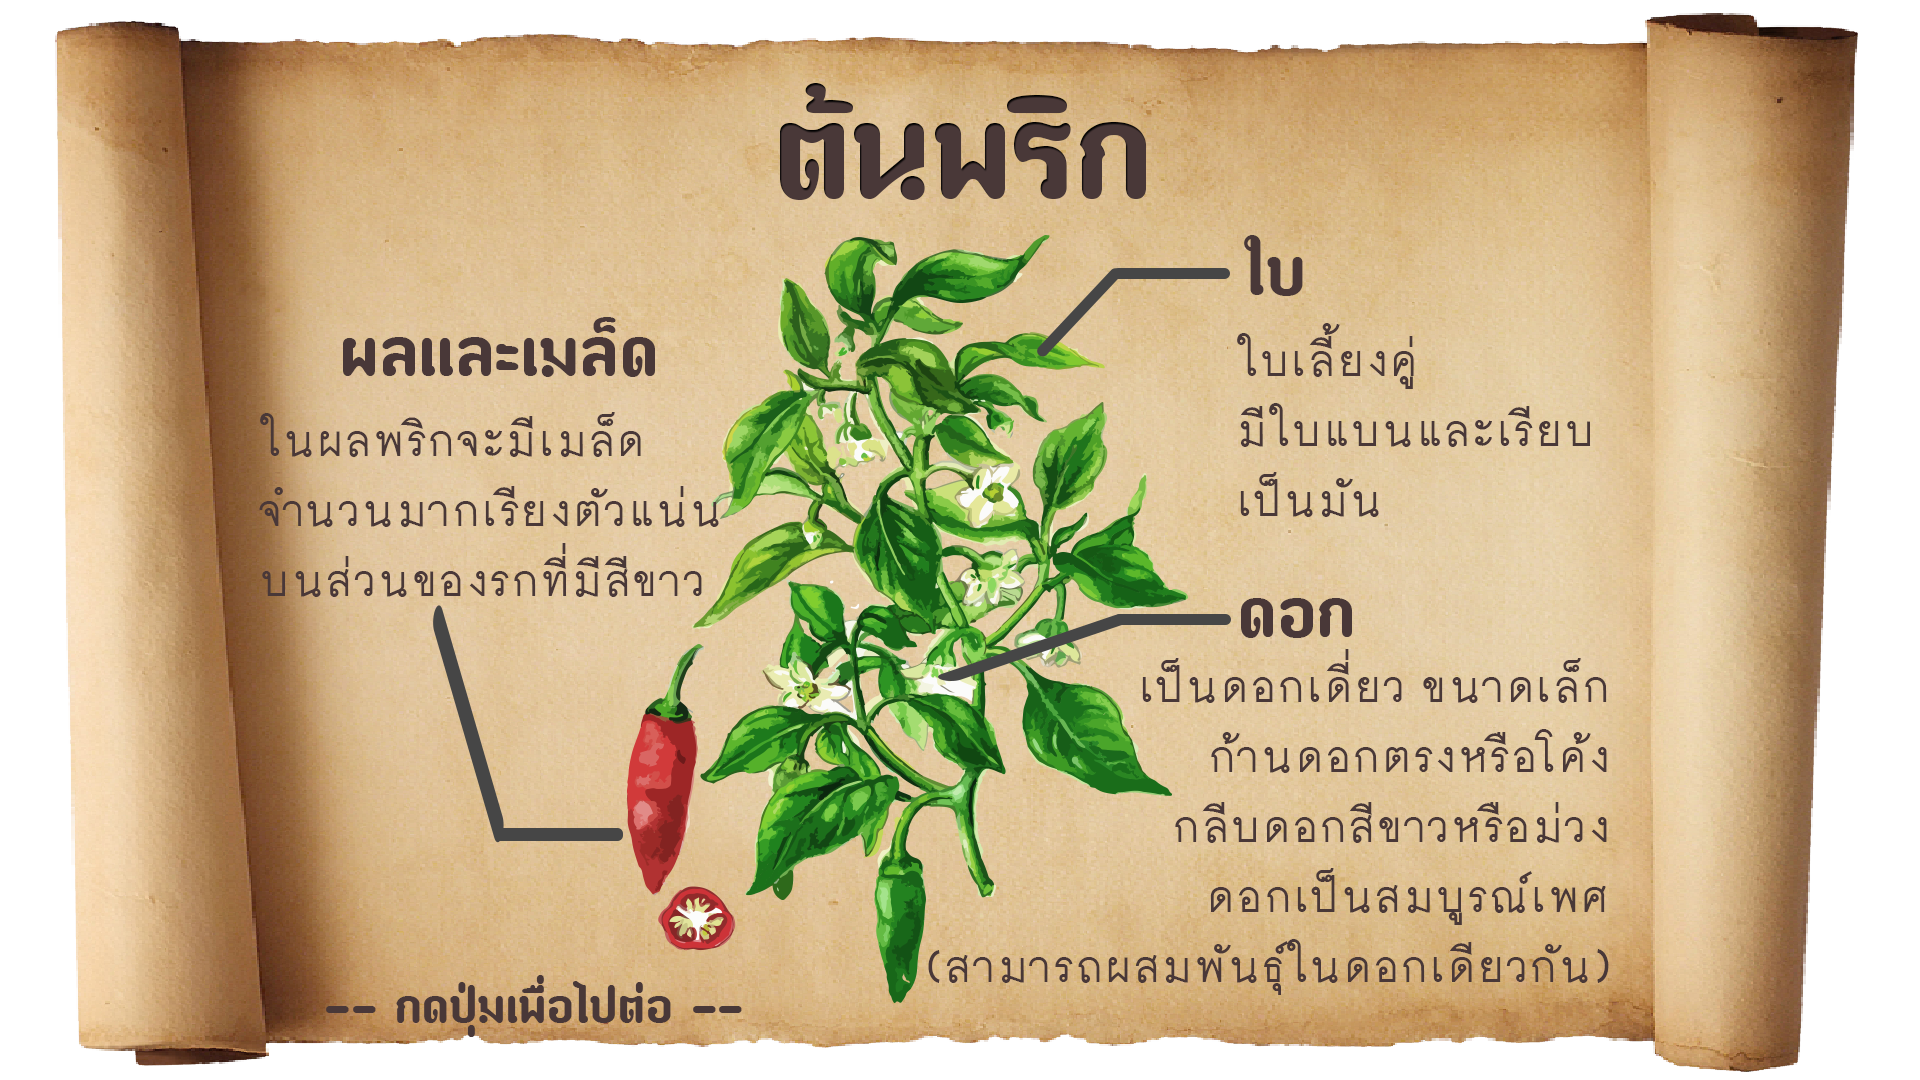 ต้นพริก
ผลและเมล็ด
ในผลพริกจะมีเมล็ด
จำนวนมากเรียงตัวแน่น
บนส่วนของรกที่มีสีขาว
ใบ
ใบเลี้ยงคู่
มีใบแบนและเรียบ
เป็นมัน
ดอก
เป็นดอกเดี่ยว ขนาดเล็ก
ก้านดอกตรงหรือโค้ง
กลีบดอกสีขาวหรือม่วง
ดอกเป็นสมบูรณ์เพศ
(สามารถผสมพันธุ์ในดอกเดียวกัน)
-- กดปุ่มเพื่อไปต่อ --